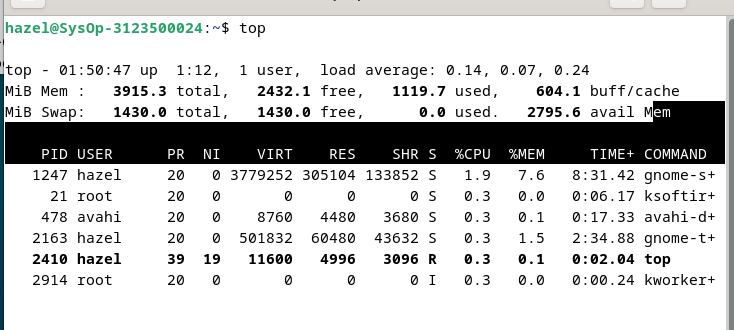 hazel@SysOp-3123500024:~$ top
top - 01:50:47 up  1:12,  1 user,  load average: 0.14, 0.07, 0.24
MiB Mem :   3915.3 total,   2432.1 free,   1119.7 used,    604.1 buff/cache
MiB Swap:   1430.0 total,   1430.0 free,      0.0 used.   2795.6 avail Mem
    PID USER      PR  NI    VIRT    RES    SHR S  %CPU  %MEM     TIME+ COMMAND
   1247 hazel     20   0 3779252 305104 133852 S   1.9   7.6   8:31.42 gnome-s+
     21 root      20   0       0      0      0 S   0.3   0.0   0:06.17 ksoftir+
    478 avahi     20   0    8760   4480   3680 S   0.3   0.1   0:17.33 avahi-d+
   2163 hazel     20   0  501832  60480  43632 S   0.3   1.5   2:34.88 gnome-t+
   2410 hazel     39  19   11600   4996   3096 R   0.3   0.1   0:02.04 top
   2914 root      20   0       0      0      0 I   0.3   0.0   0:00.24 kworker+